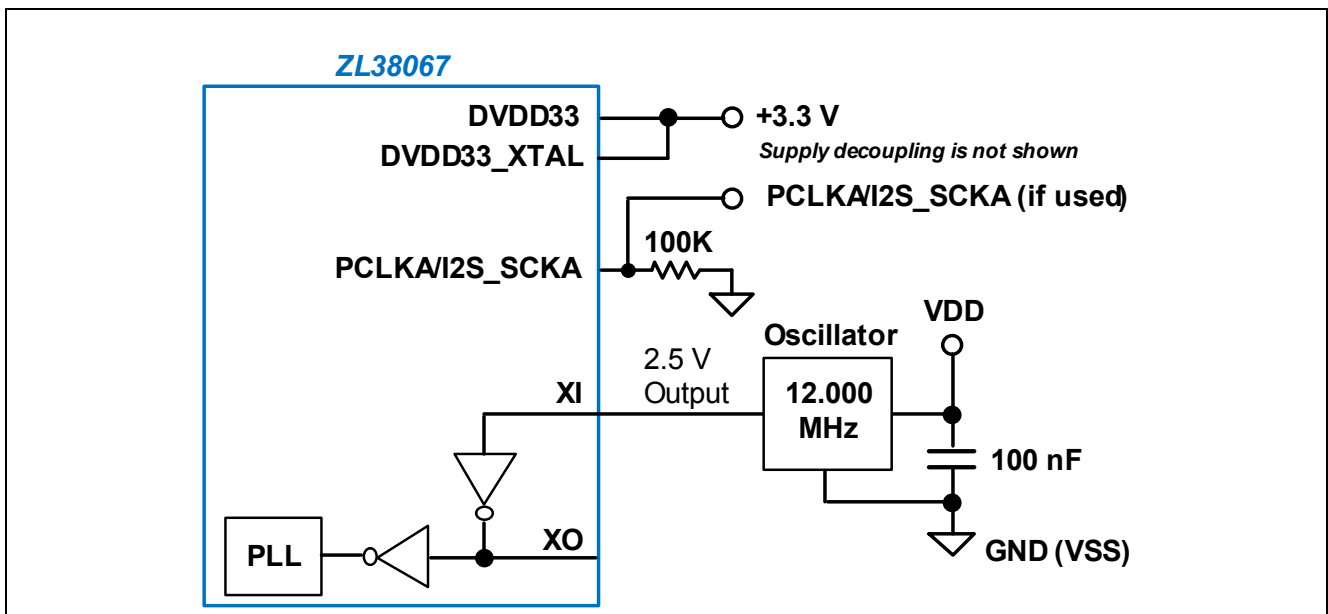 ZL38067
DVDD33
+3.3 V
DVDD33_XTAL
Supply decoupling is not shown
PCLKA/I2S_SCKA (if used)
100K
PCLKA/I2S_SCKA
VDD
Oscillator
2.5 V
Output
XI
12.000
MHz
100 nF
XO
PLL
GND (VSS)